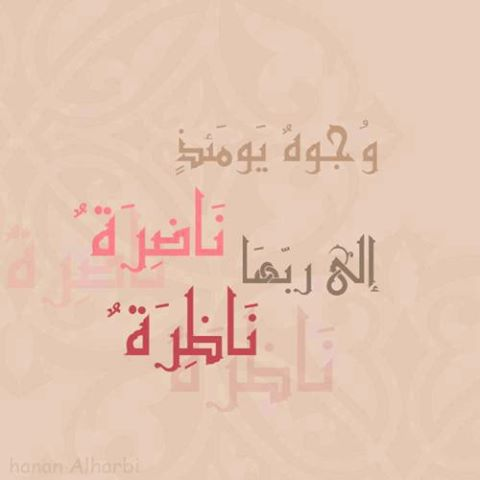 وُجوهٌ يَومَئذٍ
نَاضِرَةٌ
إلى ربّهَا
نَاظِرَةٌ
hanan Alharbi